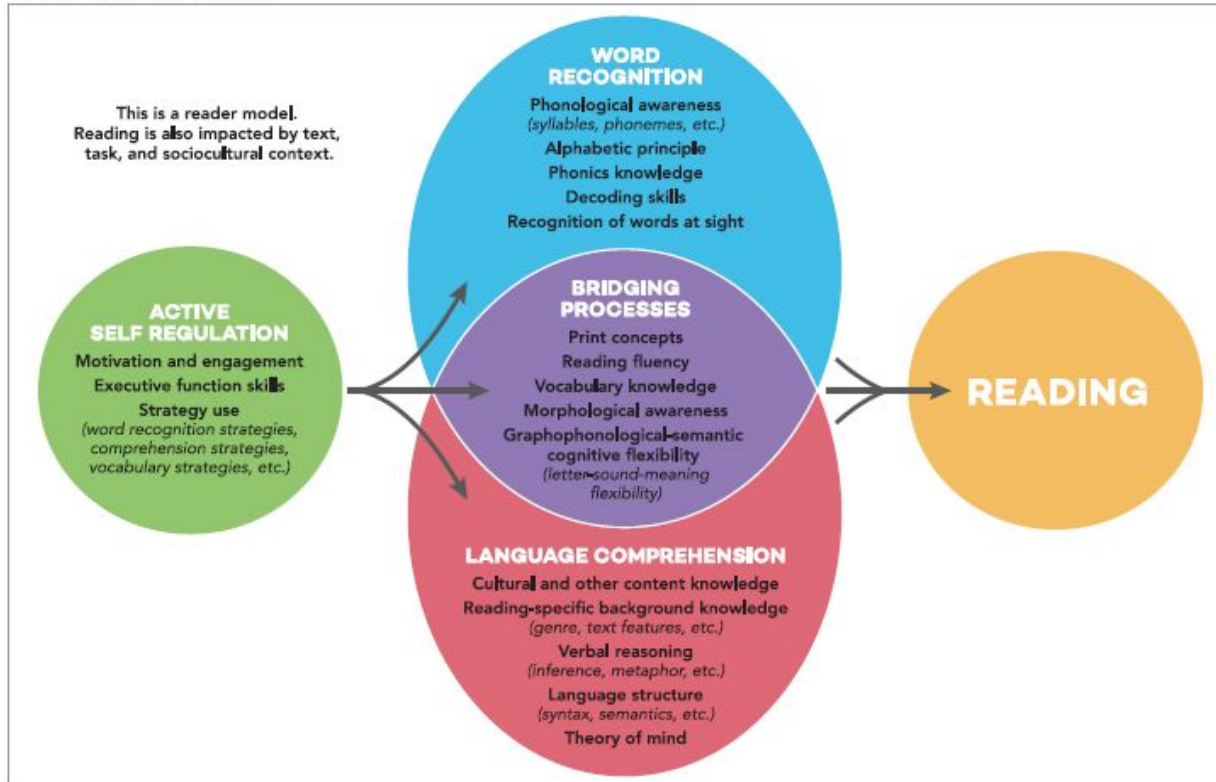 This is a reader model.
Reading is also impacted by text,
task, and sociocultural context.
WORD
RECOGNITION
Phonological awareness
(syllables, phonemes, etc.)
Alphabetic principle
Phonics knowledge
Decoding skills
Recognition of words at sight
ACTIVE
SELF REGULATION
Motivation and engagement
Executive function skills
Strategy use
(word recognition strategies,
comprehension strategies,
vocabulary strategies, etc.)
BRIDGING
PROCESSES
Print concepts
Reading fluency
Vocabulary knowledge
Morphological awareness
Graphophonological-semantic
cognitive flexibility
(letter-sound-meaning
flexibility)
LANGUAGE COMPREHENSION
Cultural and other content knowledge
Reading-specific background knowledge
(genre, text features, etc.)
Verbal reasoning
(inference, metaphor, etc.)
Language structure
(syntax, semantics, etc.)
Theory of mind
READING